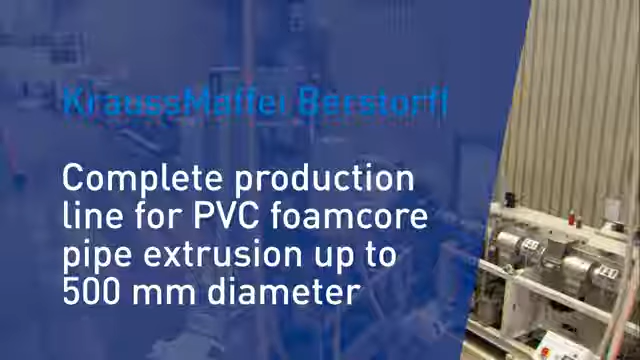 KraussMaffei Berstorff
Complete production
line for PVC foamcore
pipe extrusion up to
500 mm diameter